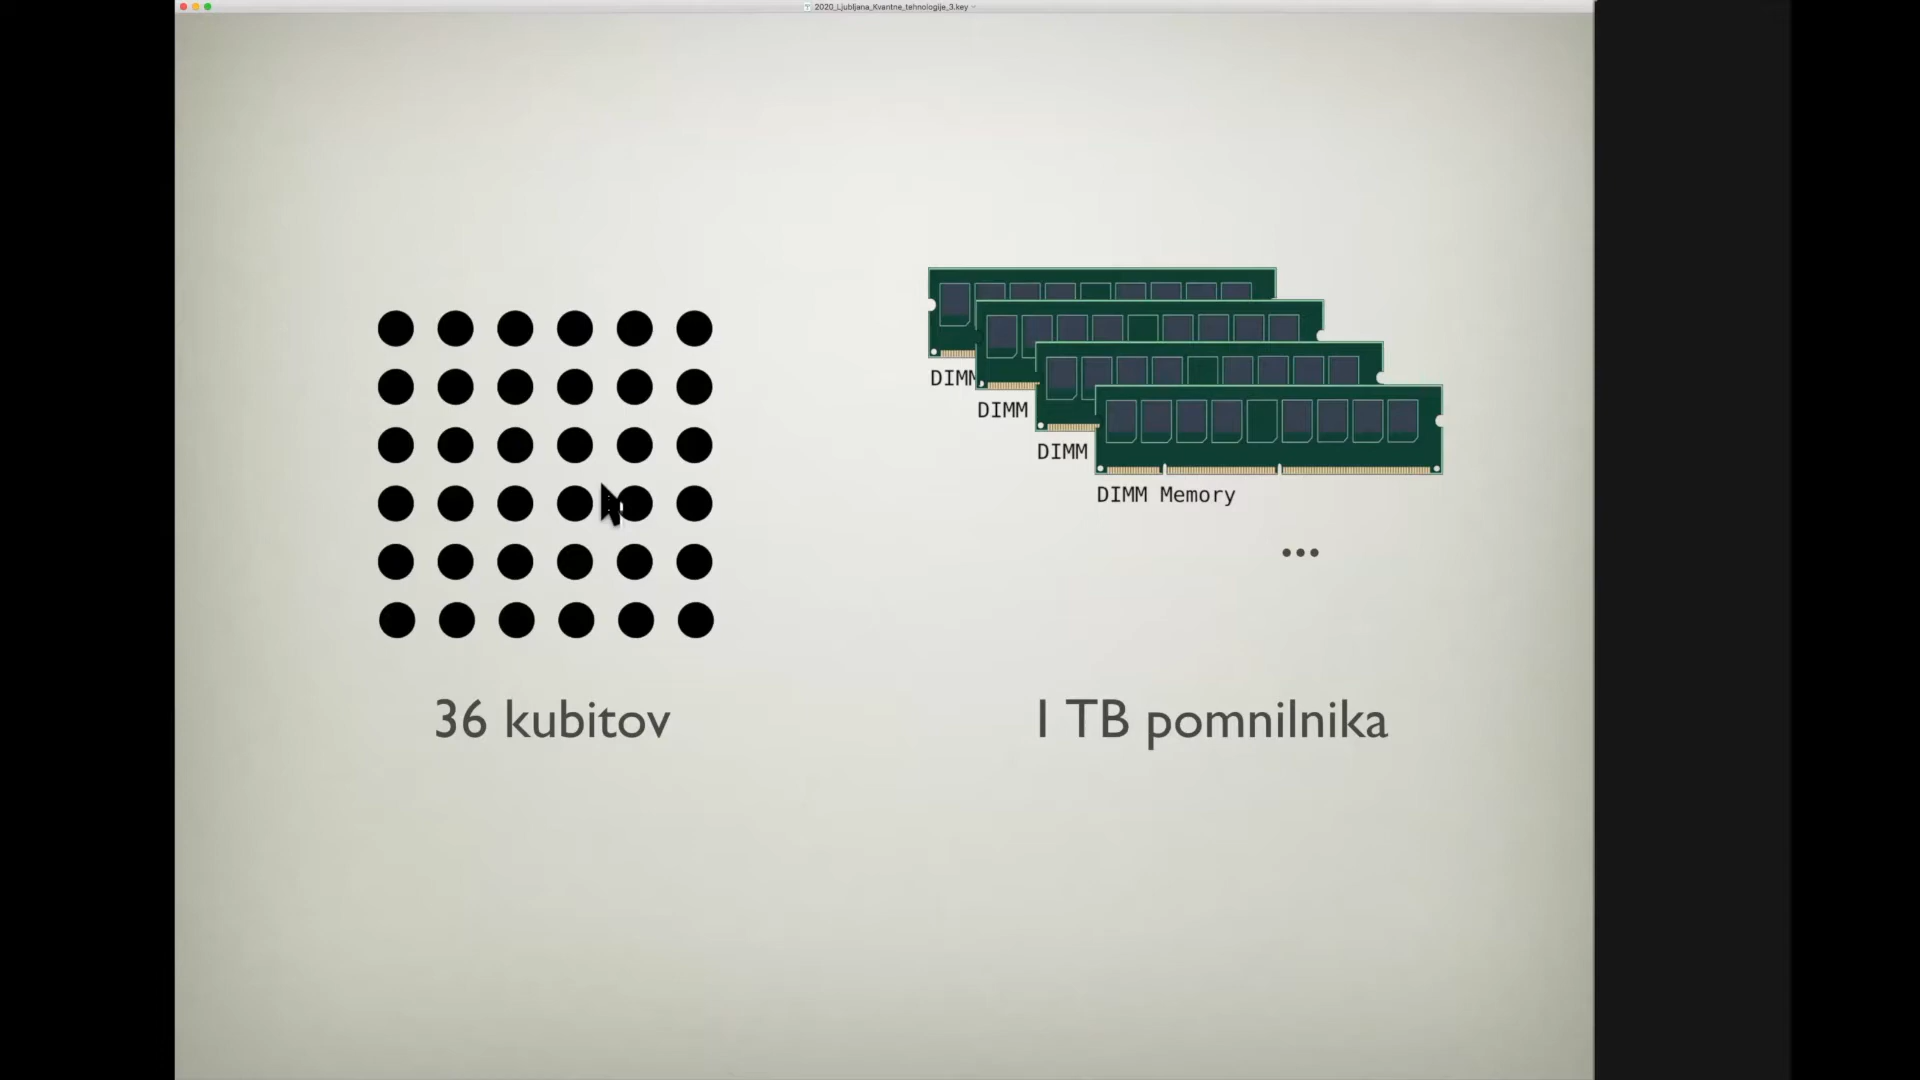 2020_Ljubljana_Kvantne_tehnologije_3.key
DIMM
DIMM
DIMM
DIMM Memory
...
36 kubitov
1 TB pomnilnika